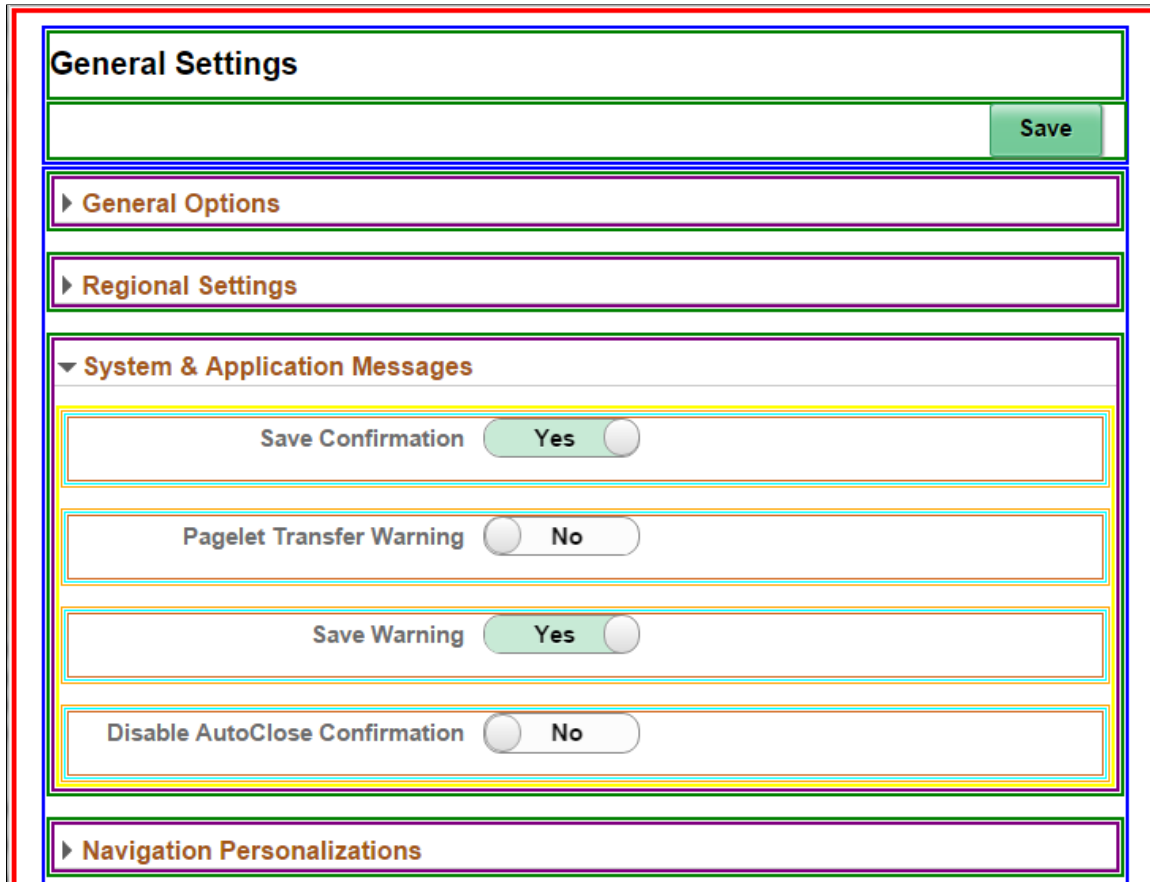 General Settings
Save
General Options
Regional Settings
System & Application Messages
Save Confirmation Yes
Pagelet Transfer Warning No
Save Warning Yes
Disable AutoClose Confirmation No
Navigation Personalizations